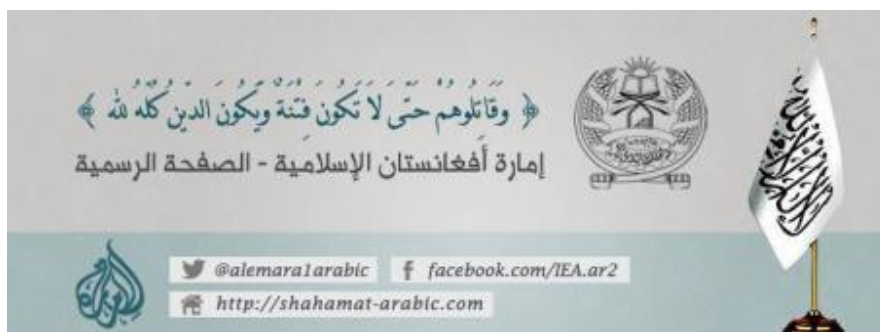 ﴿ وَقَاتِلُوهُمْ حَتَّىٰ لَا تَكُونَ فِتْنَةٌ وَيَكُونَ الدِّينُ كُلُّهُ لِلَّهِ ﴾
إمارة أفغانستان الإسلامية - الصفحة الرسمية
@alemara1arabic
facebook.com/IEA.ar2
http://shahamat-arabic.com